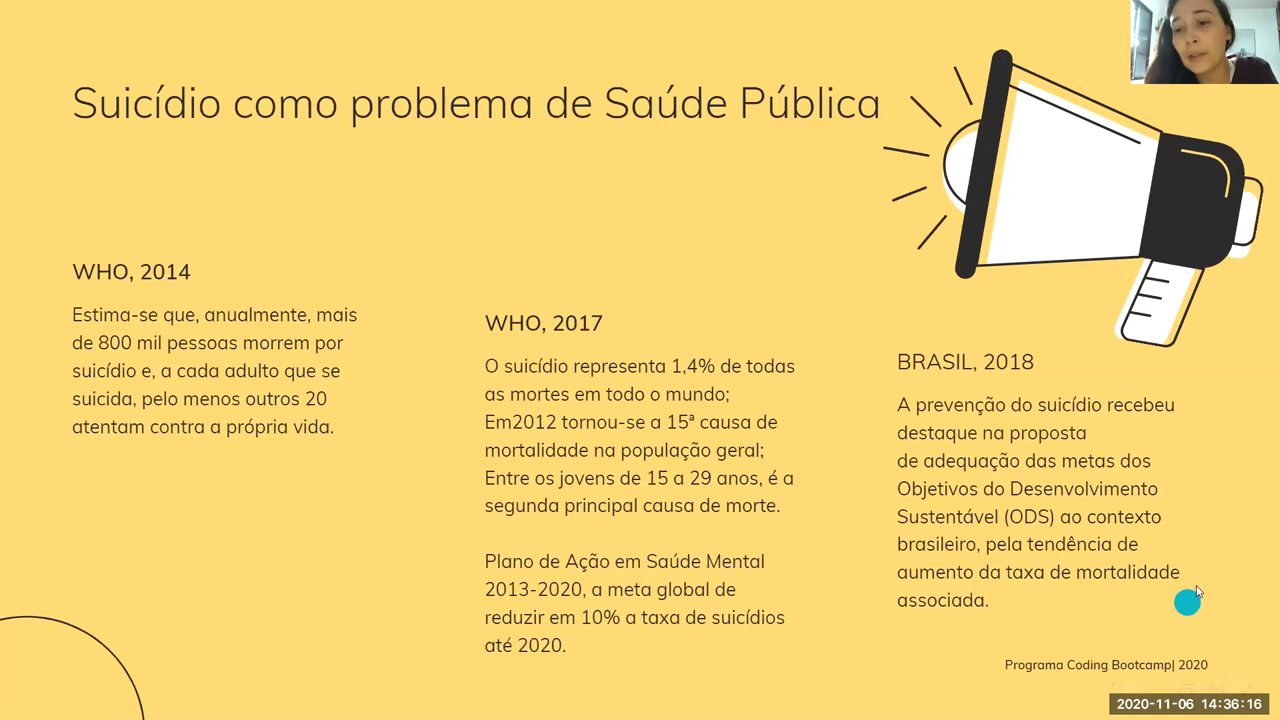 Suicídio como problema de Saúde Pública
WHO, 2014
Estima-se que, anualmente, mais
de 800 mil pessoas morrem por
suicídio e, a cada adulto que se
suicida, pelo menos outros 20
atentam contra a própria vida.
WHO, 2017
O suicídio representa 1,4% de todas
as mortes em todo o mundo;
Em2012 tornou-se a 15ª causa de
mortalidade na população geral;
Entre os jovens de 15 a 29 anos, é a
segunda principal causa de morte.
Plano de Ação em Saúde Mental
2013-2020, a meta global de
reduzir em 10% a taxa de suicídios
até 2020.
BRASIL, 2018
A prevenção do suicídio recebeu
destaque na proposta
de adequação das metas dos
Objetivos do Desenvolvimento
Sustentável (ODS) ao contexto
brasileiro, pela tendência de
aumento da taxa de mortalidade
associada.
Programa Coding Bootcamp| 2020
2020-11-06 14:36:16